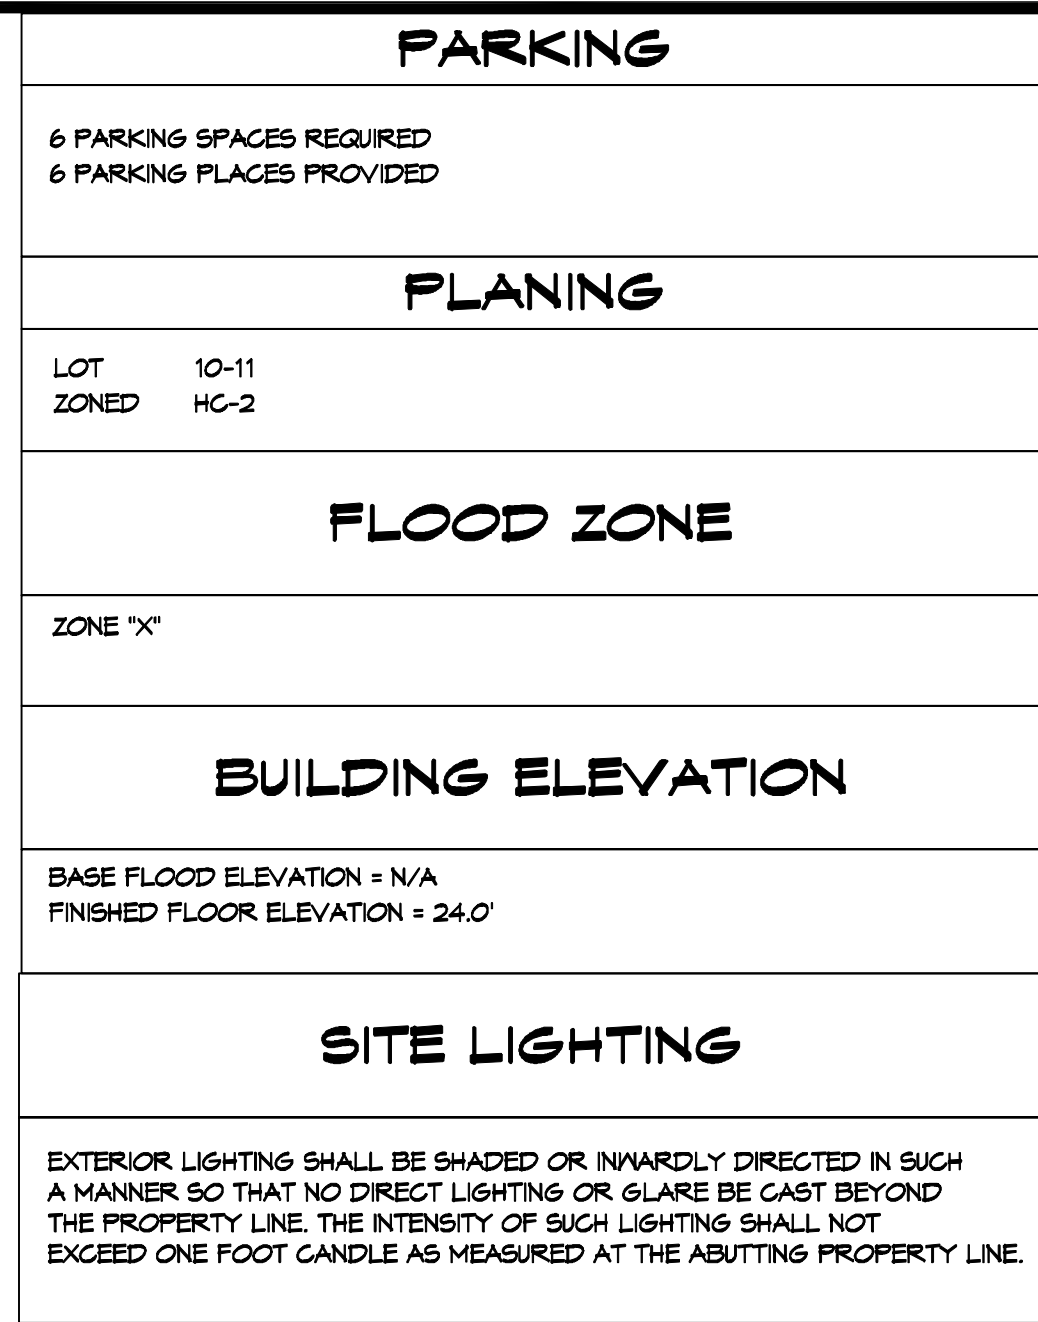 PARKING
6 PARKING SPACES REQUIRED
6 PARKING PLACES PROVIDED
PLANING
LOT 10-11
ZONED HC-2
FLOOD ZONE
ZONE "X"
BUILDING ELEVATION
BASE FLOOD ELEVATION = N/A
FINISHED FLOOR ELEVATION = 24.0'
SITE LIGHTING
EXTERIOR LIGHTING SHALL BE SHADED OR INWARDLY DIRECTED IN SUCH
A MANNER SO THAT NO DIRECT LIGHTING OR GLARE BE CAST BEYOND
THE PROPERTY LINE. THE INTENSITY OF SUCH LIGHTING SHALL NOT
EXCEED ONE FOOT CANDLE AS MEASURED AT THE ABUTTING PROPERTY LINE.